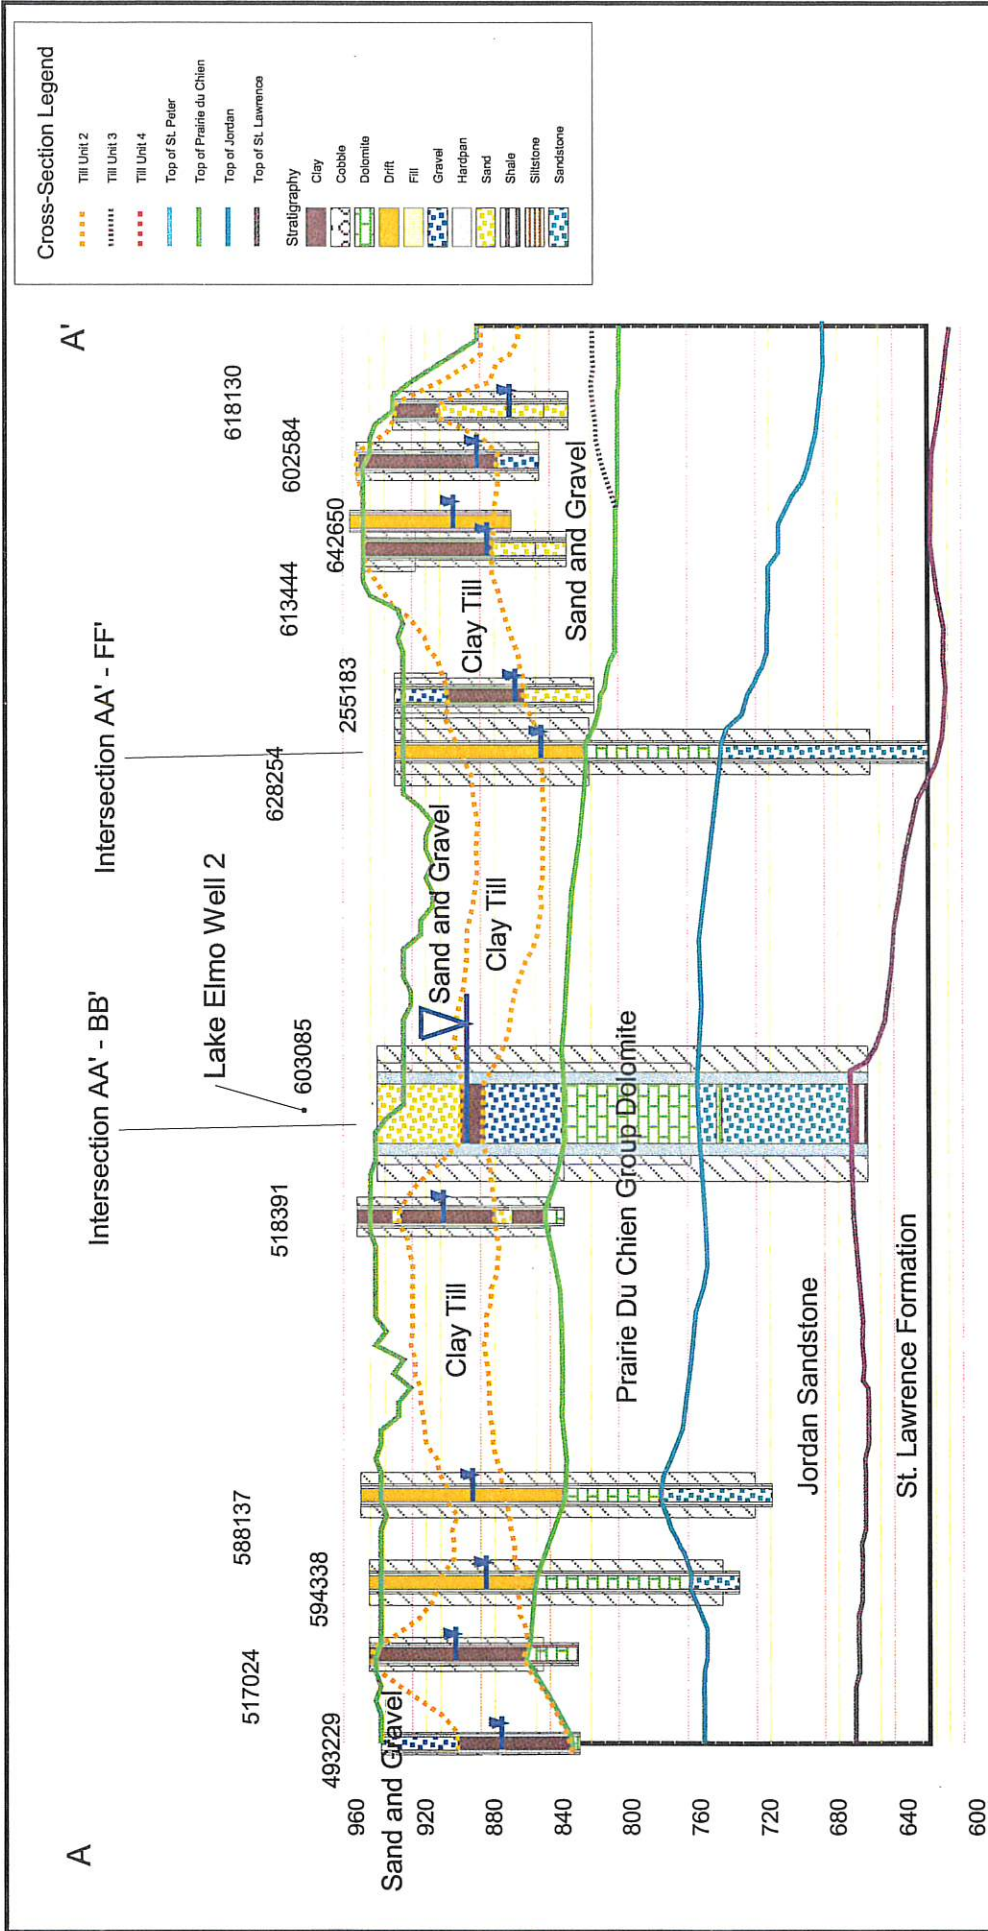 A
A'
Intersection AA' - BB'
Lake Elmo Well 2
Intersection AA' - FF'
493229
517024
594338
588137
518391
603085
628254
255183
613444
642650
602584
618130
960
920
880
840
800
760
720
680
640
600
Sand and Gravel
Clay Till
Sand and Gravel
Clay Till
Clay Till
Sand and Gravel
Prairie Du Chien Group Dolomite
Jordan Sandstone
St. Lawrence Formation
Cross-Section Legend
Till Unit 2
Till Unit 3
Till Unit 4
Top of St. Peter
Top of Prairie du Chien
Top of Jordan
Top of St. Lawrence
Stratigraphy
Clay
Cobble
Dolomite
Drift
Fill
Gravel
Hardpan
Sand
Shale
Siltstone
Sandstone